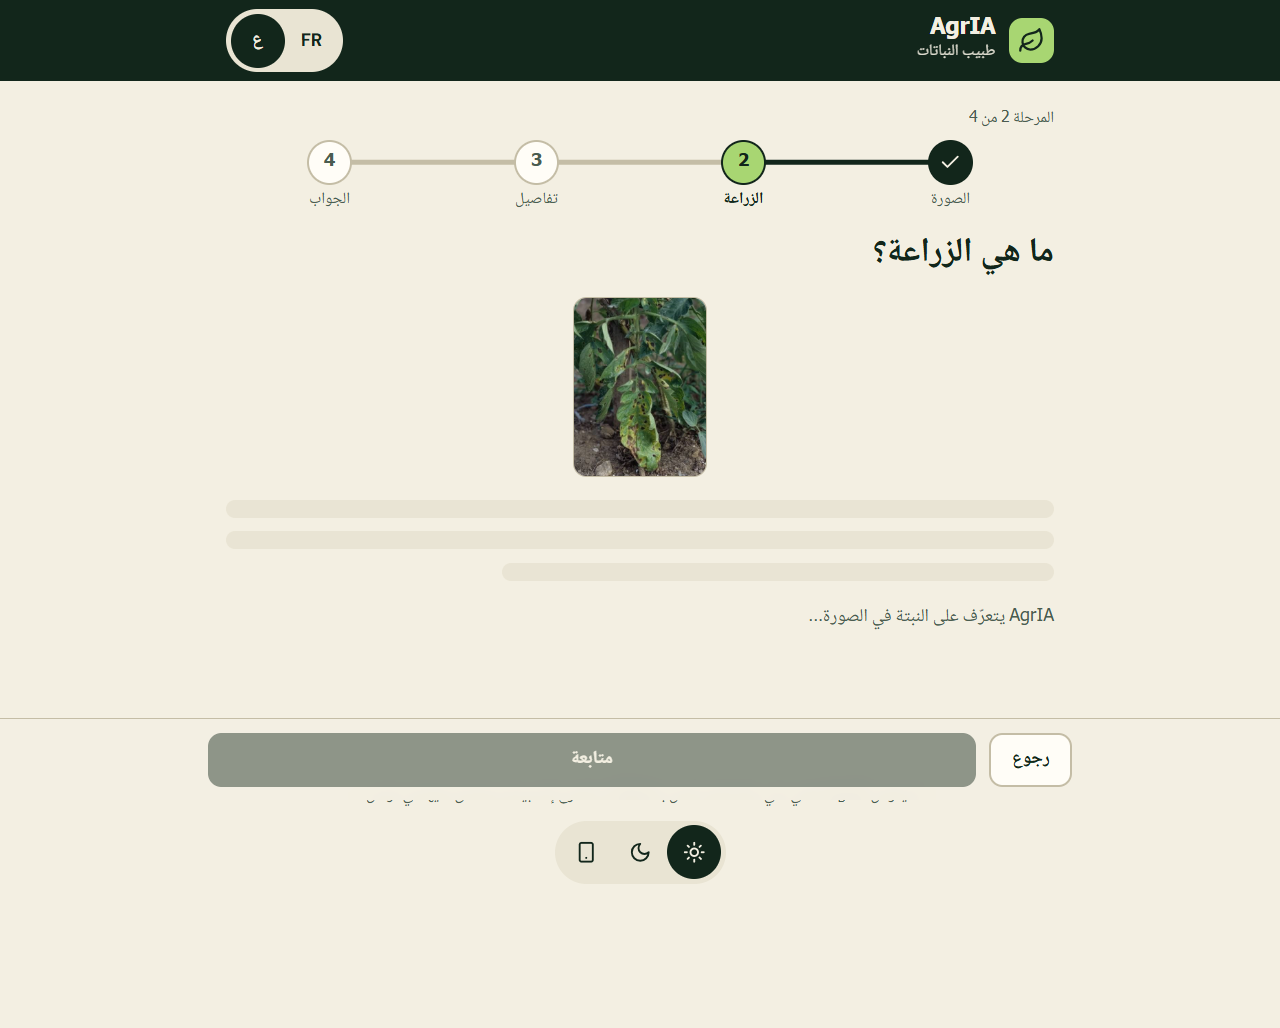 AgrIA
طبيب النباتات
FR
ع
المرحلة 2 من 4
الصورة
2
الزراعة
3
تفاصيل
4
الجواب
ما هي الزراعة؟
AgrIA يتعرّف على النبتة في الصورة...
رجوع
متابعة